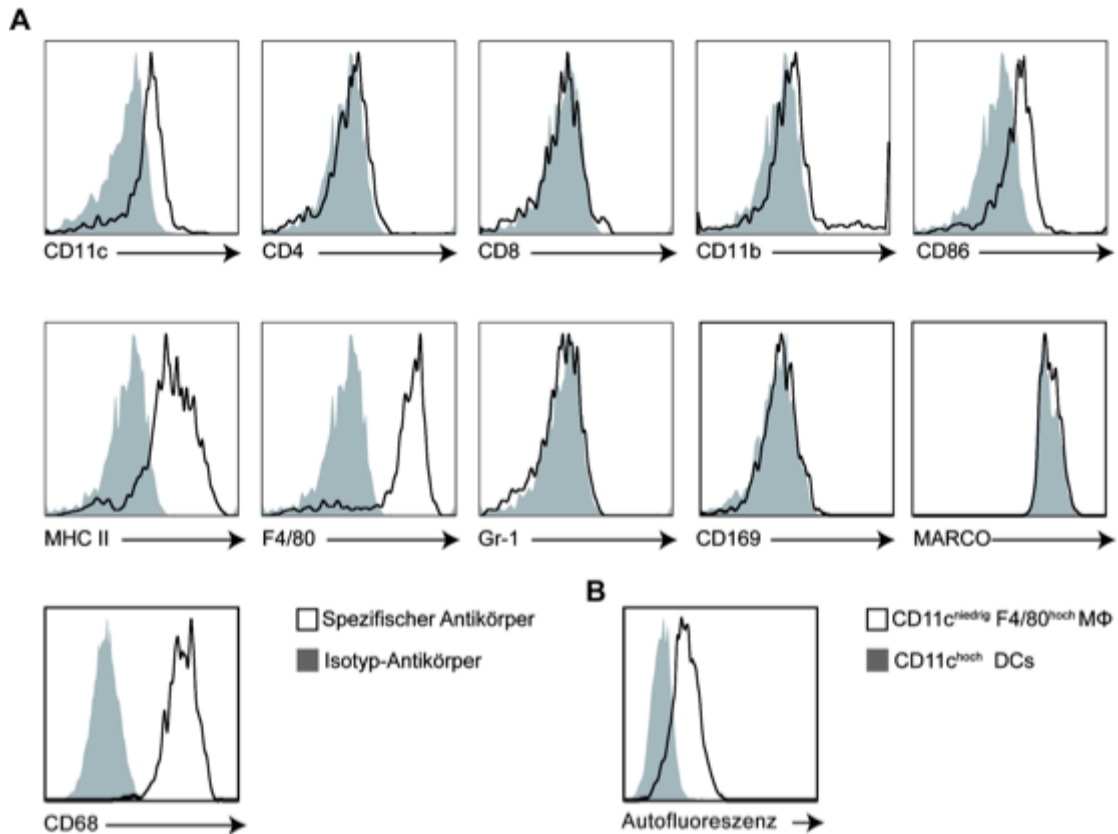 A
CD11c
CD4
CD8
CD11b
CD86
MHC II
F4/80
Gr-1
CD169
MARCO
CD68
Spezifischer Antikörper
Isotyp-Antikörper
B
Autofluoreszenz
CD11cniedrig F4/80hoch MΦ
CD11choch DCs